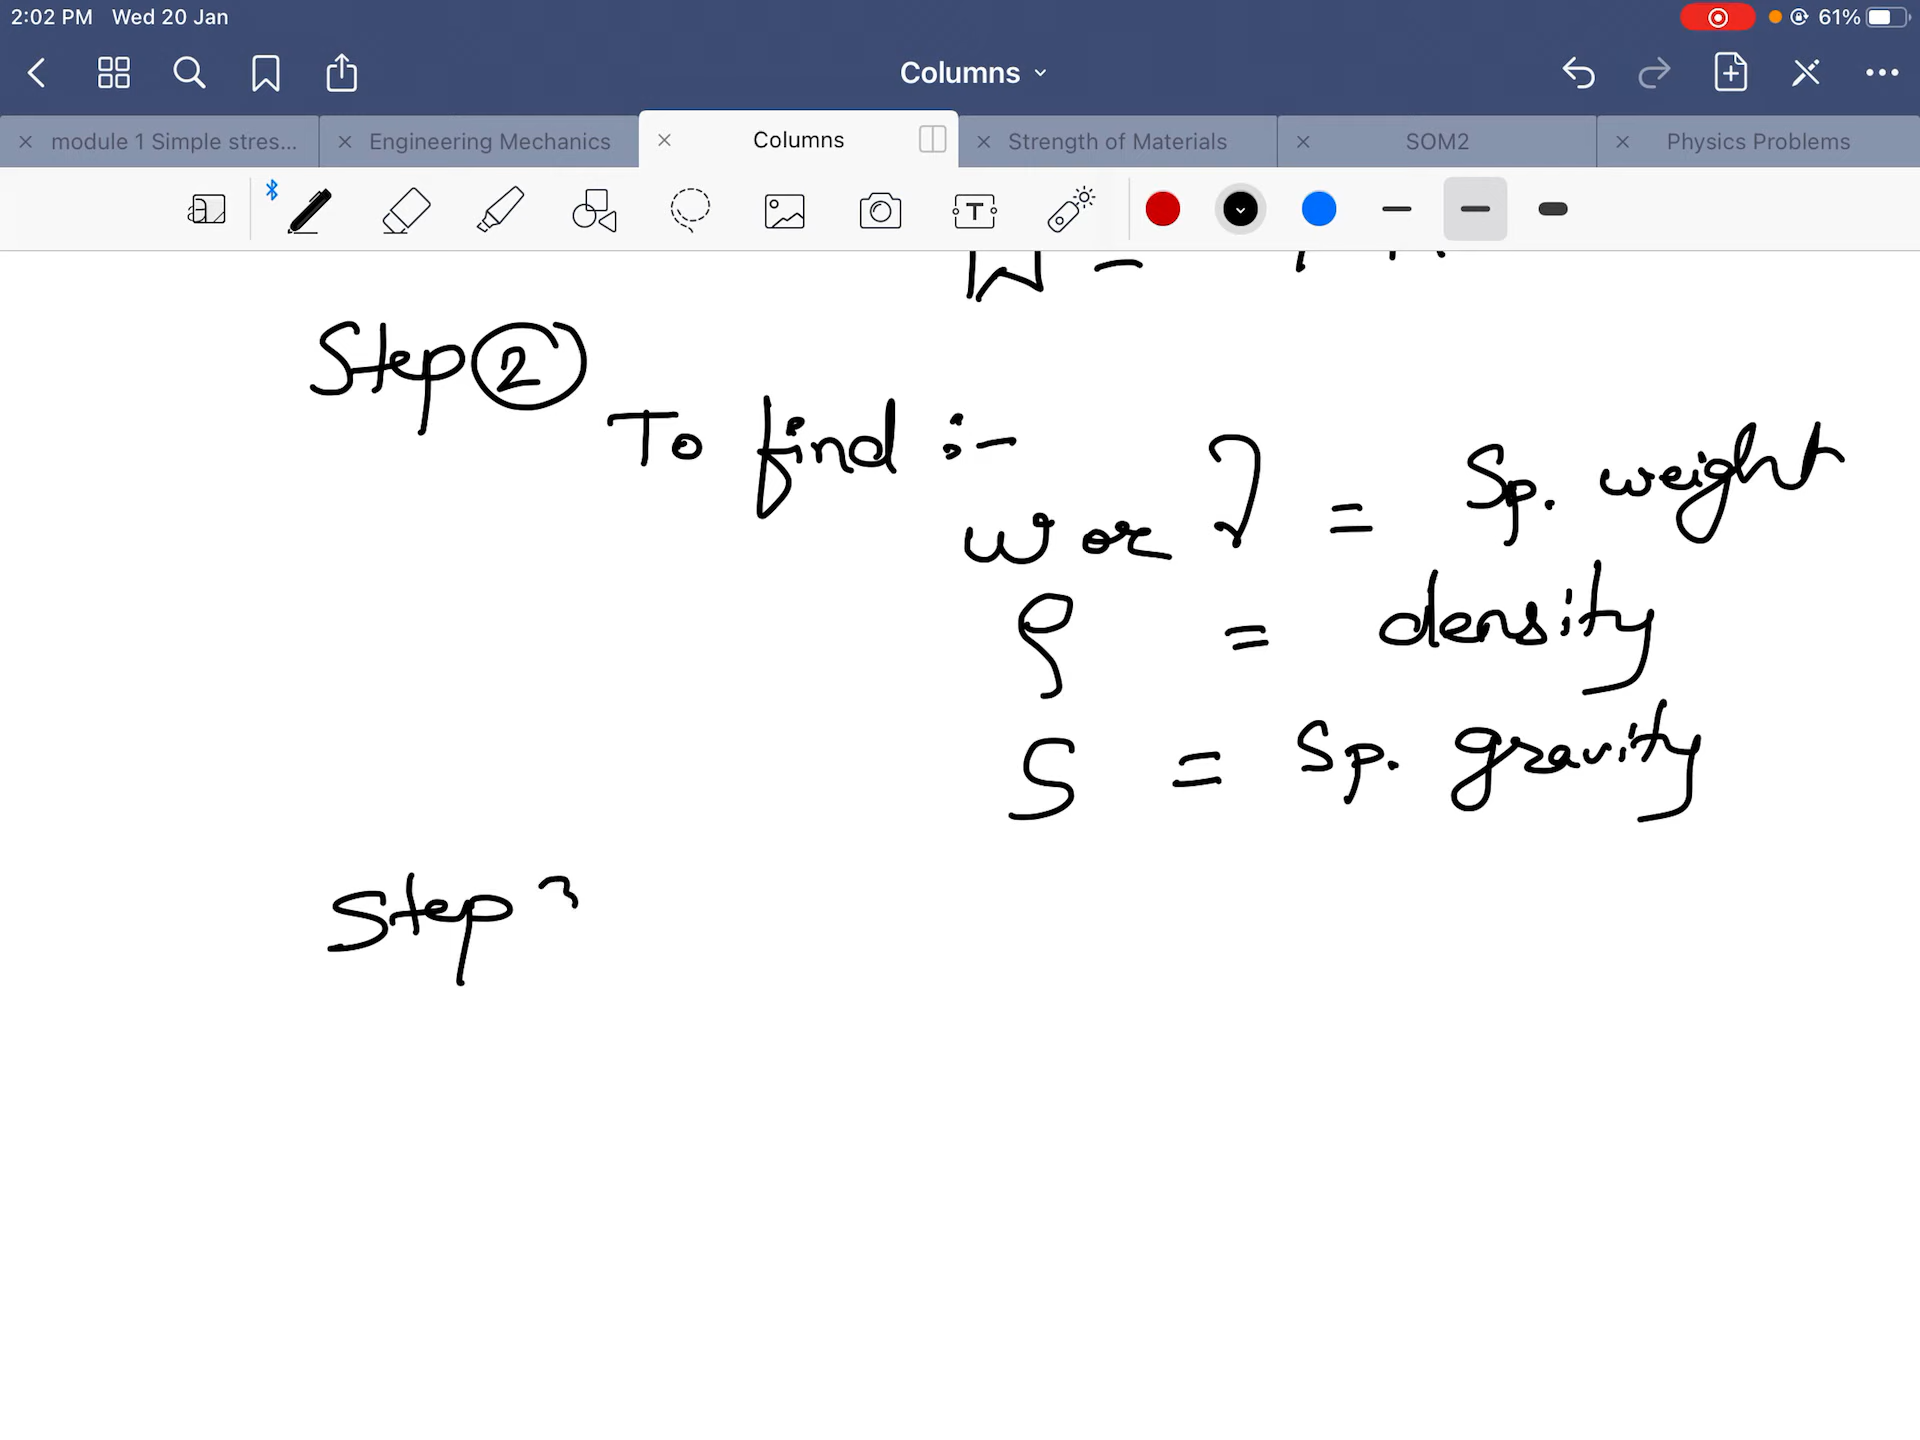 2:02 PM Wed 20 Jan 61%
Columns
module 1 Simple stres... Engineering Mechanics Columns Strength of Materials SOM2 Physics Problems
Step 2
To find :-
w or γ = Sp. weight
ρ = density
S = Sp. gravity
Step